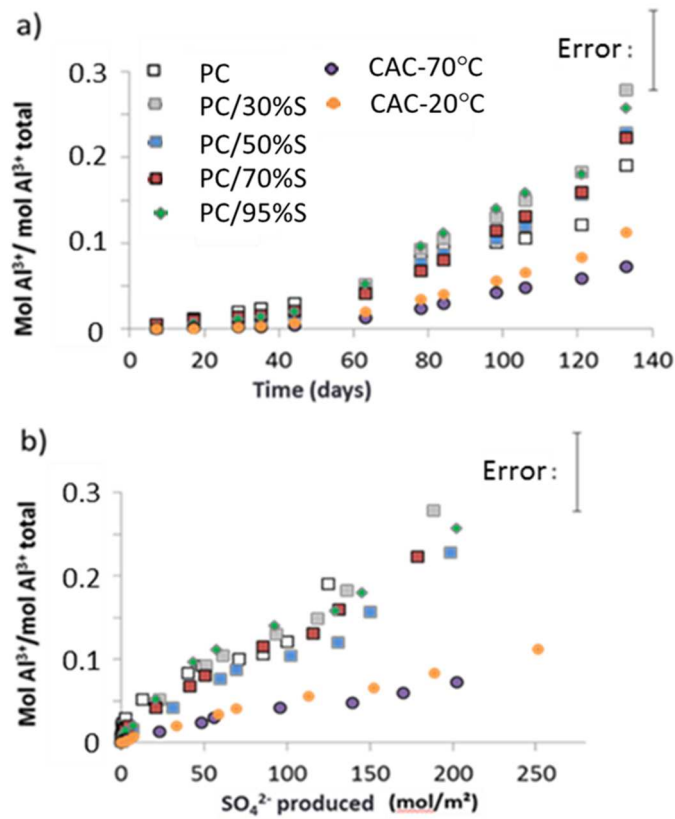 a)
Error :
0.3
0.2
0.1
0
PC
PC/30%S
PC/50%S
PC/70%S
PC/95%S
CAC-70°C
CAC-20°C
Mol Al³⁺/ mol Al³⁺ total
0 20 40 60 80 100 120 140
Time (days)
b)
Error :
0.3
0.2
0.1
0
Mol Al³⁺/mol Al³⁺ total
0 50 100 150 200 250
SO₄²⁻ produced (mol/m²)